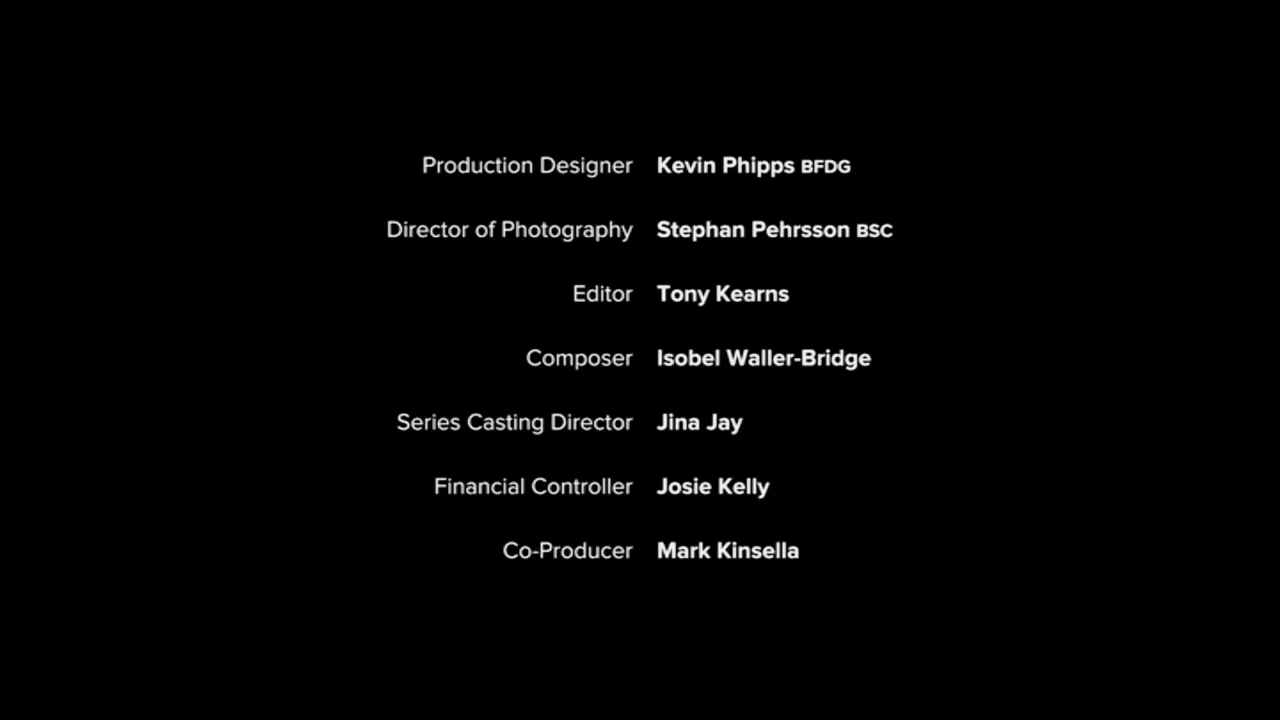 Production Designer Kevin Phipps BFDG
Director of Photography Stephan Pehrsson BSC
Editor Tony Kearns
Composer Isobel Waller-Bridge
Series Casting Director Jina Jay
Financial Controller Josie Kelly
Co-Producer Mark Kinsella